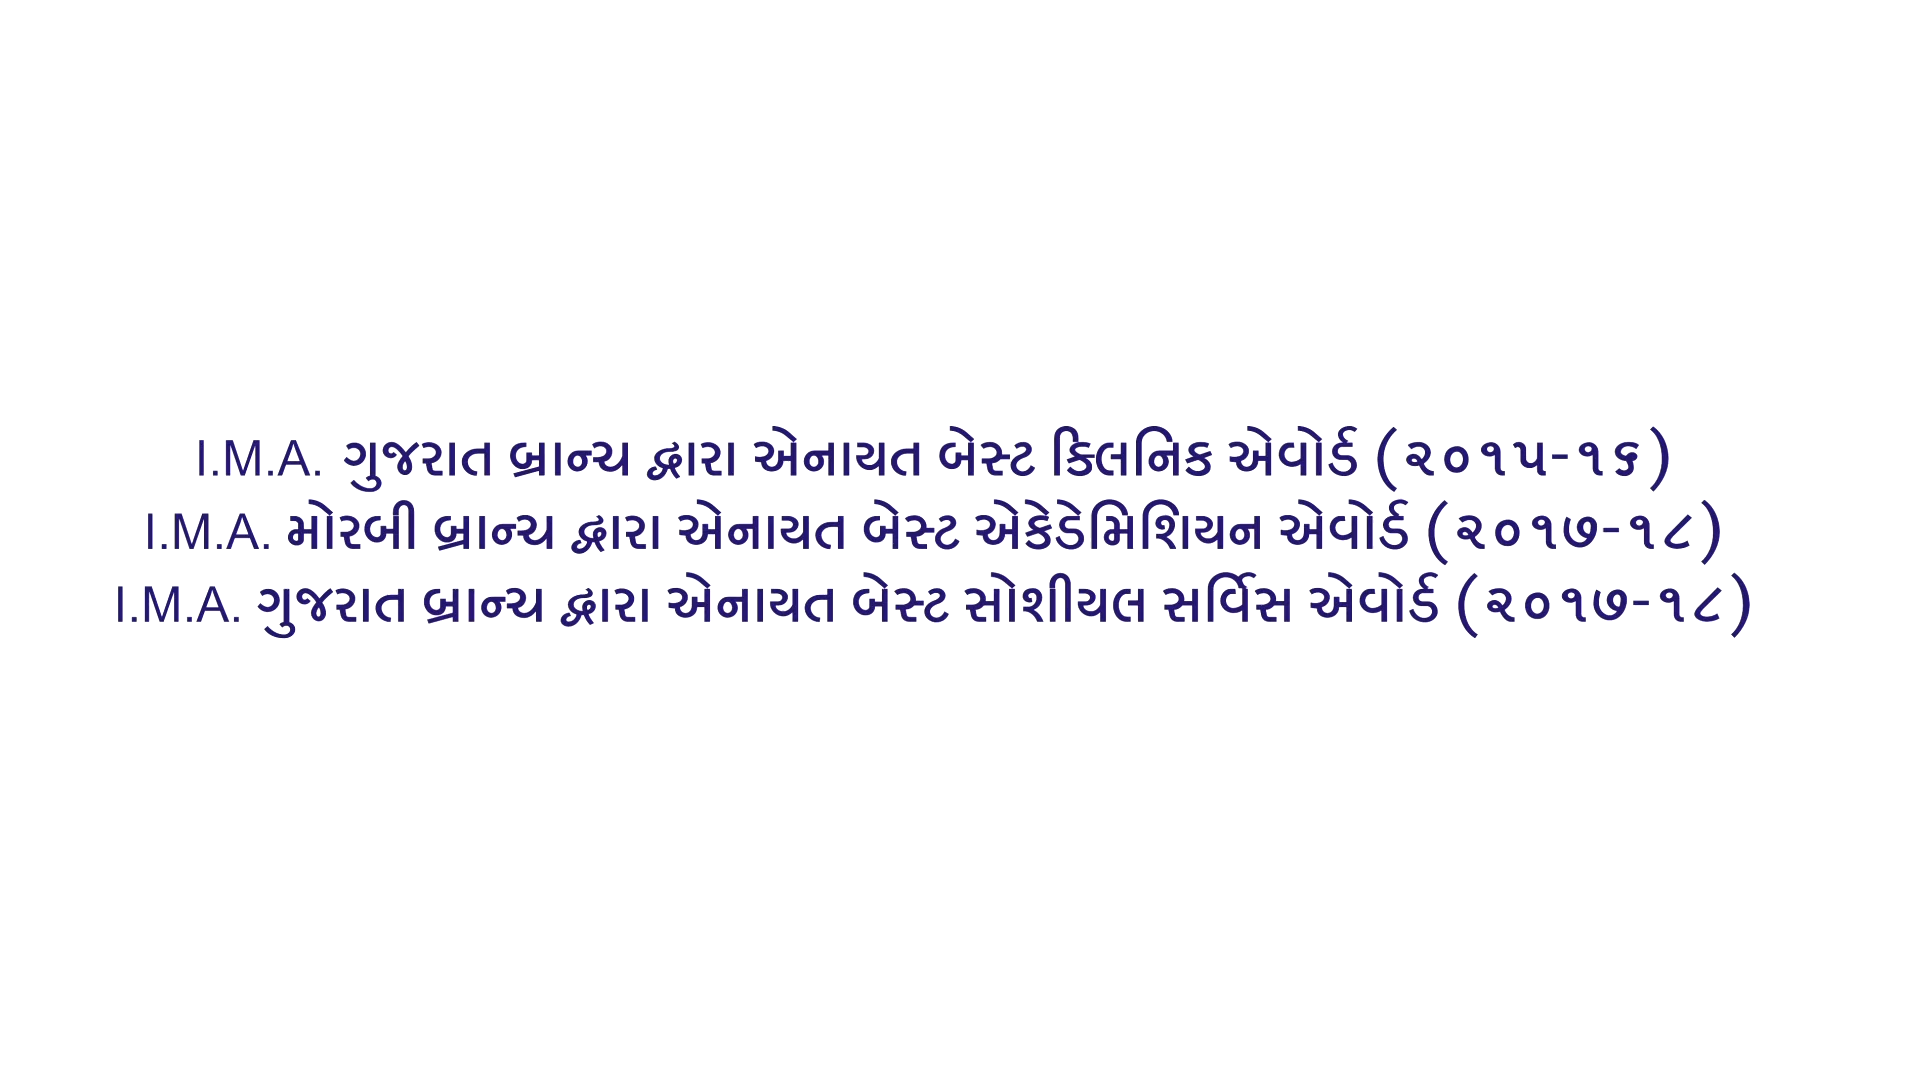 I.M.A. ગુજરાત બ્રાન્ચ દ્વારા એનાયત બેસ્ટ ક્લિનિક એવોર્ડ (૨૦૧૫-૧૬)
I.M.A. મોરબી બ્રાન્ચ દ્વારા એનાયત બેસ્ટ એકેડેમિશિયન એવોર્ડ (૨૦૧૭-૧૮)
I.M.A. ગુજરાત બ્રાન્ચ દ્વારા એનાયત બેસ્ટ સોશીયલ સર્વિસ એવોર્ડ (૨૦૧૭-૧૮)